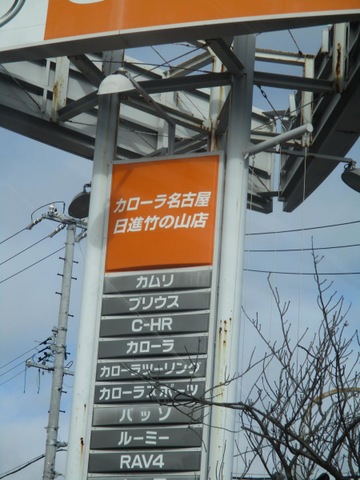 カローラ名古屋
日進竹の山店
カムリ
プリウス
C-HR
カローラ
カローラツーリング
カローラスポーツ
パッソ
ルーミー
RAV4